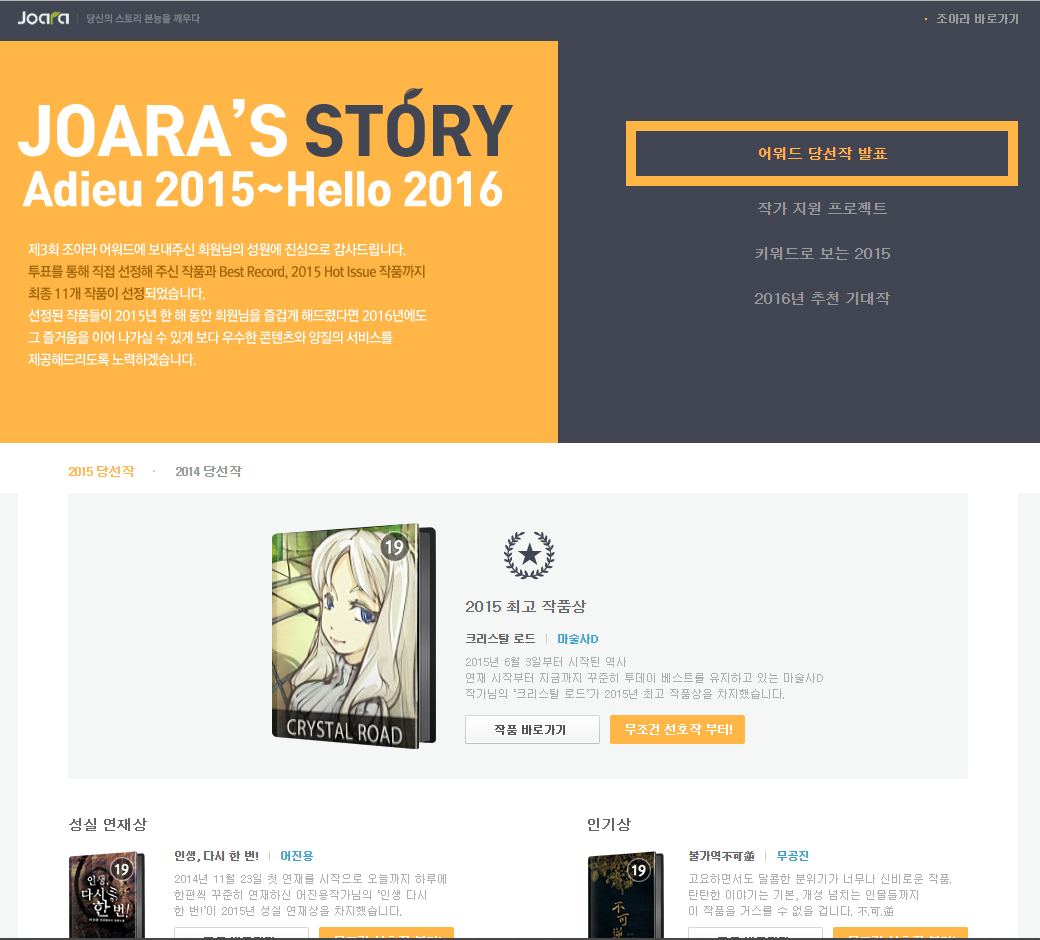 Joara | 당신의 스토리 본능을 깨우다
· 조아라 바로가기
JOARA'S STORY
Adieu 2015~Hello 2016
제3회 조아라 어워드에 보내주신 회원님의 성원에 진심으로 감사드립니다.
투표를 통해 직접 선정해 주신 작품과 Best Record, 2015 Hot Issue 작품까지
최종 11개 작품이 선정되었습니다.
선정된 작품들이 2015년 한 해 동안 회원님을 즐겁게 해드렸다면 2016년에도
그 즐거움을 이어 나가실 수 있게 보다 우수한 콘텐츠와 양질의 서비스를
제공해드리도록 노력하겠습니다.
어워드 당선작 발표
작가 지원 프로젝트
키워드로 보는 2015
2016년 추천 기대작
2015 당선작 · 2014 당선작
19
CRYSTAL ROAD
2015 최고 작품상
크리스탈 로드 | 마술사D
2015년 6월 3일부터 시작된 역사
연재 시작부터 지금까지 꾸준히 투데이 베스트를 유지하고 있는 마술사D
작가님의 '크리스탈 로드'가 2015년 최고 작품상을 차지했습니다.
작품 바로가기
무조건 선호작 부터!
성실 연재상
19
인생,
다시
한 번!
인생, 다시 한 번! | 어진용
2014년 11월 23일 첫 연재를 시작으로 오늘까지 하루에
한편씩 꾸준히 연재하신 어진용작가님의 '인생 다시
한 번!'이 2015년 성실 연재상을 차지했습니다.
인기상
19
不可逆
불가역不可逆 | 무공진
고요하면서도 달콤한 분위기가 너무나 신비로운 작품.
탄탄한 이야기는 기본, 개성 넘치는 인물들까지
이 작품을 거스를 수 없을 겁니다. 不.可.逆